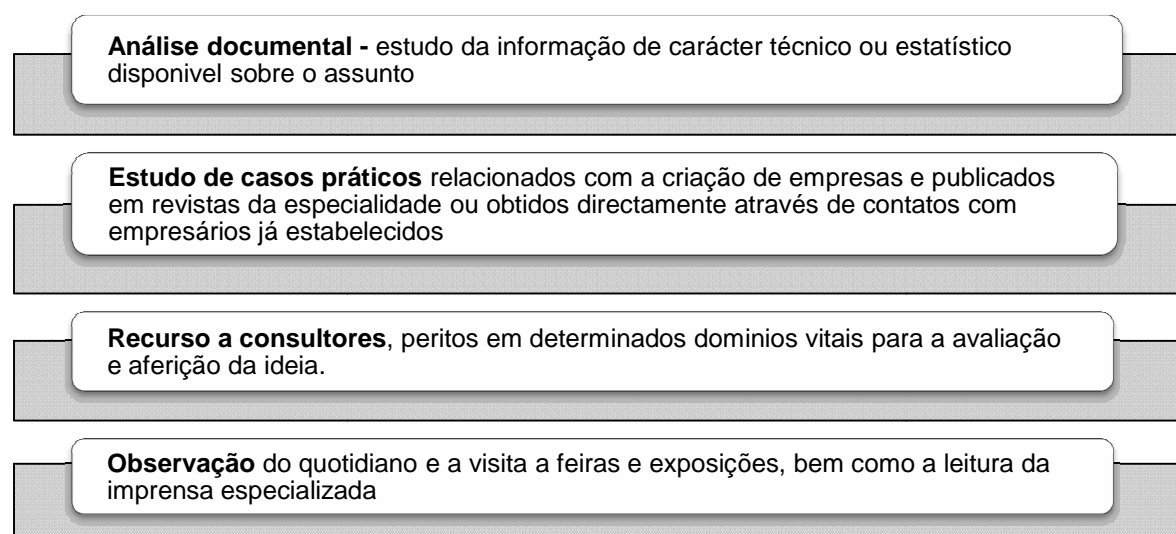 Análise documental - estudo da informação de carácter técnico ou estatístico
disponivel sobre o assunto
Estudo de casos práticos relacionados com a criação de empresas e publicados
em revistas da especialidade ou obtidos directamente através de contatos com
empresários já estabelecidos
Recurso a consultores, peritos em determinados dominios vitais para a avaliação
e aferição da ideia.
Observação do quotidiano e a visita a feiras e exposições, bem como a leitura da
imprensa especializada